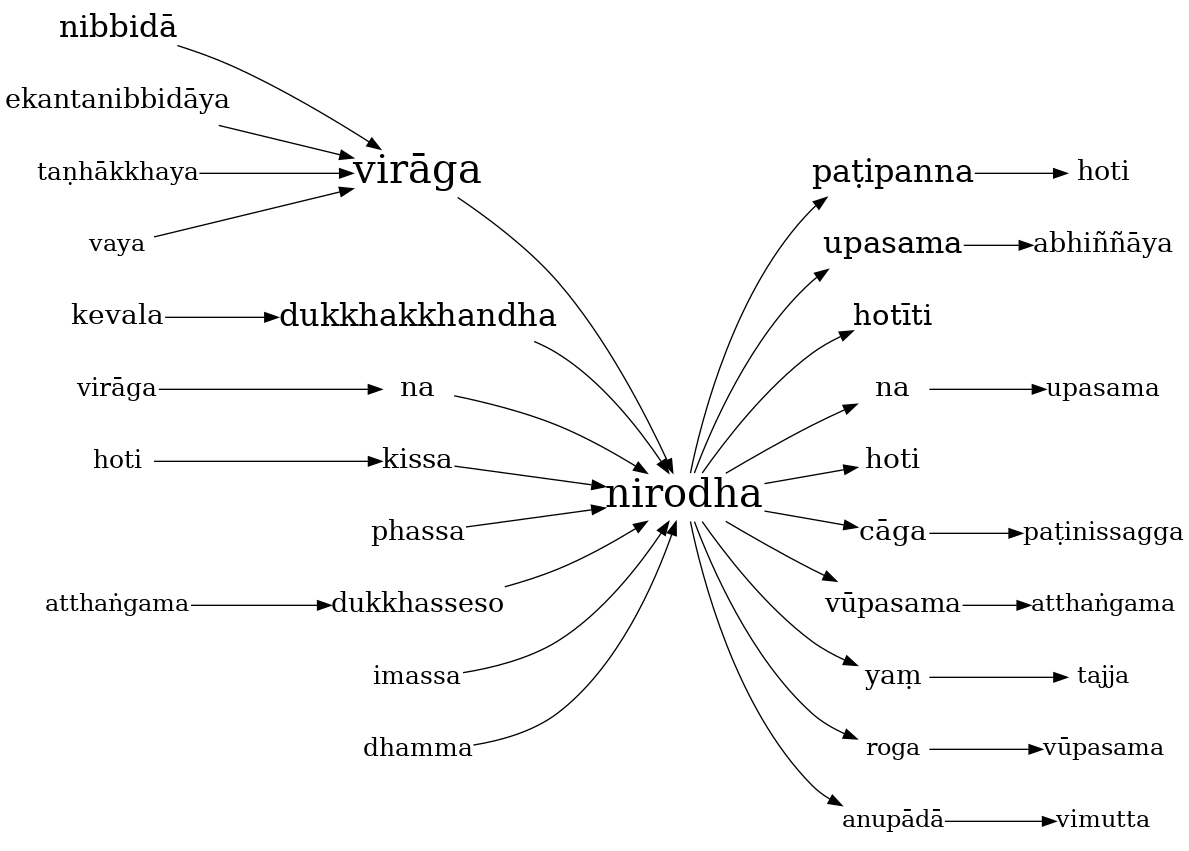 nibbidā
ekantanibbidāya
taṇhākkhaya
virāga
paṭipanna
hoti
vaya
upasama
abhiññāya
kevala
dukkhakkhandha
hotīti
virāga
na
na
upasama
hoti
kissa
hoti
nirodha
phassa
cāga
paṭinissagga
atthaṅgama
dukkhasseso
vūpasama
atthaṅgama
imassa
yaṃ
tajja
dhamma
roga
vūpasama
anupādā
vimutta